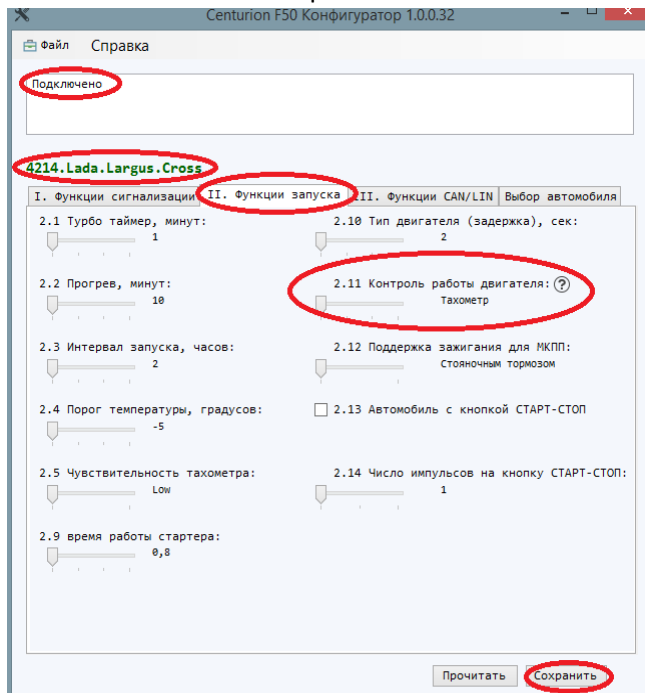 Centurion F50 Конфигуратор 1.0.0.32
Файл Справка
Подключено
4214.Lada.Largus.Cross
I. Функции сигнализации II. Функции запуска III. Функции CAN/LIN Выбор автомобиля
2.1 Турбо таймер, минут:
1
2.2 Прогрев, минут:
10
2.3 Интервал запуска, часов:
2
2.4 Порог температуры, градусов:
-5
2.5 Чувствительность тахометра:
Low
2.9 время работы стартера:
0,8
2.10 Тип двигателя (задержка), сек:
2
2.11 Контроль работы двигателя: ?
Тахометр
2.12 Поддержка зажигания для МКПП:
Стояночным тормозом
2.13 Автомобиль с кнопкой СТАРТ-СТОП
2.14 Число импульсов на кнопку СТАРТ-СТОП:
1
Прочитать Сохранить